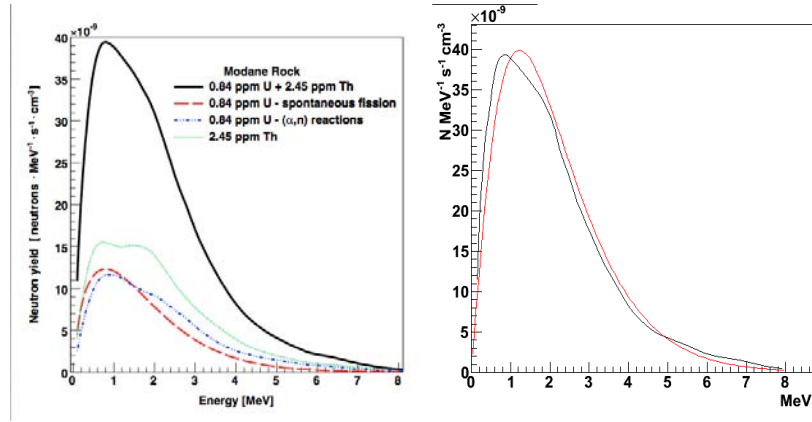 ×10⁻⁹
Modane Rock
0.84 ppm U + 2.45 ppm Th
0.84 ppm U - spontaneous fission
0.84 ppm U - (α,n) reactions
2.45 ppm Th
Neutron yield [ neutrons · MeV⁻¹ · s⁻¹ · cm⁻³]
40
35
30
25
20
15
10
5
0
0 1 2 3 4 5 6 7 8
Energy [MeV]
×10⁻⁹
N MeV⁻¹ s⁻¹ cm⁻³
40
35
30
25
20
15
10
5
0
0 1 2 3 4 5 6 7 8
MeV